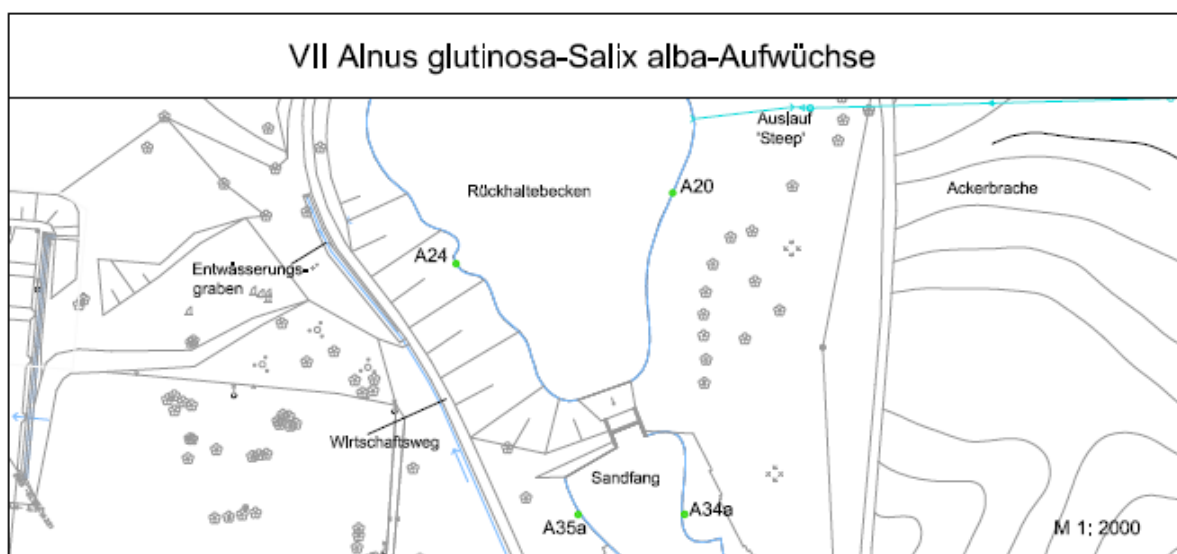 VII Alnus glutinosa-Salix alba-Aufwüchse
Auslauf
'Steep'
Rückhaltebecken
A20
Ackerbrache
A24
Entwässerungs-
graben
Wirtschaftsweg
Sandfang
A35a
A34a
M 1: 2000